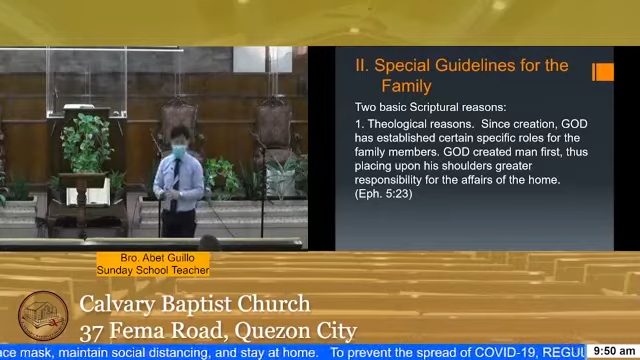 II. Special Guidelines for the
Family
Two basic Scriptural reasons:
1. Theological reasons. Since creation, GOD
has established certain specific roles for the
family members. GOD created man first, thus
placing upon his shoulders greater
responsibility for the affairs of the home.
(Eph. 5:23)
Bro. Abet Guillo
Sunday School Teacher
Calvary Baptist Church
37 Fema Road, Quezon City
ace mask, maintain social distancing, and stay at home. To prevent the spread of COVID-19, REGUL
9:50 am